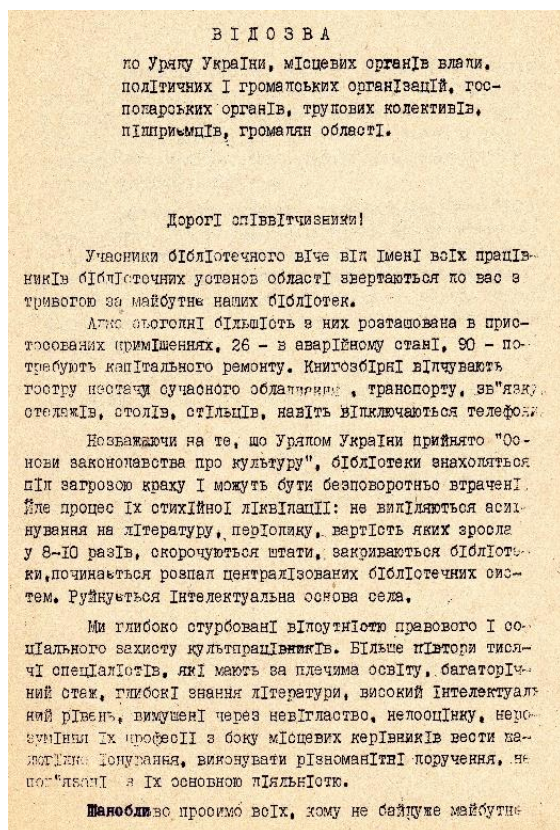 В І Д О З В А
до Уряду України, місцевих органів влади,
політичних і громадських організацій, гос-
подарських органів, трудових колективів,
підприємців, громадян області.
Дорогі співвітчизники!
Учасники бібліотечного віче від імені всіх праців-
ників бібліотечних установ області звертаються до вас з
тривогою за майбутнє наших бібліотек.
Адже сьогодні більшість з них розташована в прис-
тосованих приміщеннях, 26 - в аварійному стані, 90 - по-
требують капітального ремонту. Книгозбірні відчувають
гостру нестачу сучасного обладнання , транспорту, зв"язку,
стелажів, столів, стільців, навіть відключаються телефони.
Незважаючи на те, що Урядом України прийнято "Ос-
нови законодавства про культуру", бібліотеки знаходяться
під загрозою краху і можуть бути безповоротньо втрачені.
Йде процес їх стихійної ліквідації: не виділяються асиг-
нування на літературу, періодику, вартість яких зросла
у 8-10 разів, скорочуються штати, закриваються бібліоте-
ки,починається розпад централізованих бібліотечних сис-
тем. Руйнується інтелектуальна основа села.
Ми глибоко стурбовані відсутністю правового і со-
ціального захисту культпрацівників. Більше півтори тися-
чі спеціалістів, які мають за плечима освіту, багаторіч-
ний стаж, глибокі знання літератури, високий інтелектуаль-
ний рівень, вимушені через невігластво, недооцінку, неро-
зуміння їх професії з боку місцевих керівників вести жа-
люгідне існування, виконувати різноманітні доручення, не
пов"язані з їх основною діяльністю.
Шанобливо просимо всіх, кому не байдуже майбутнє